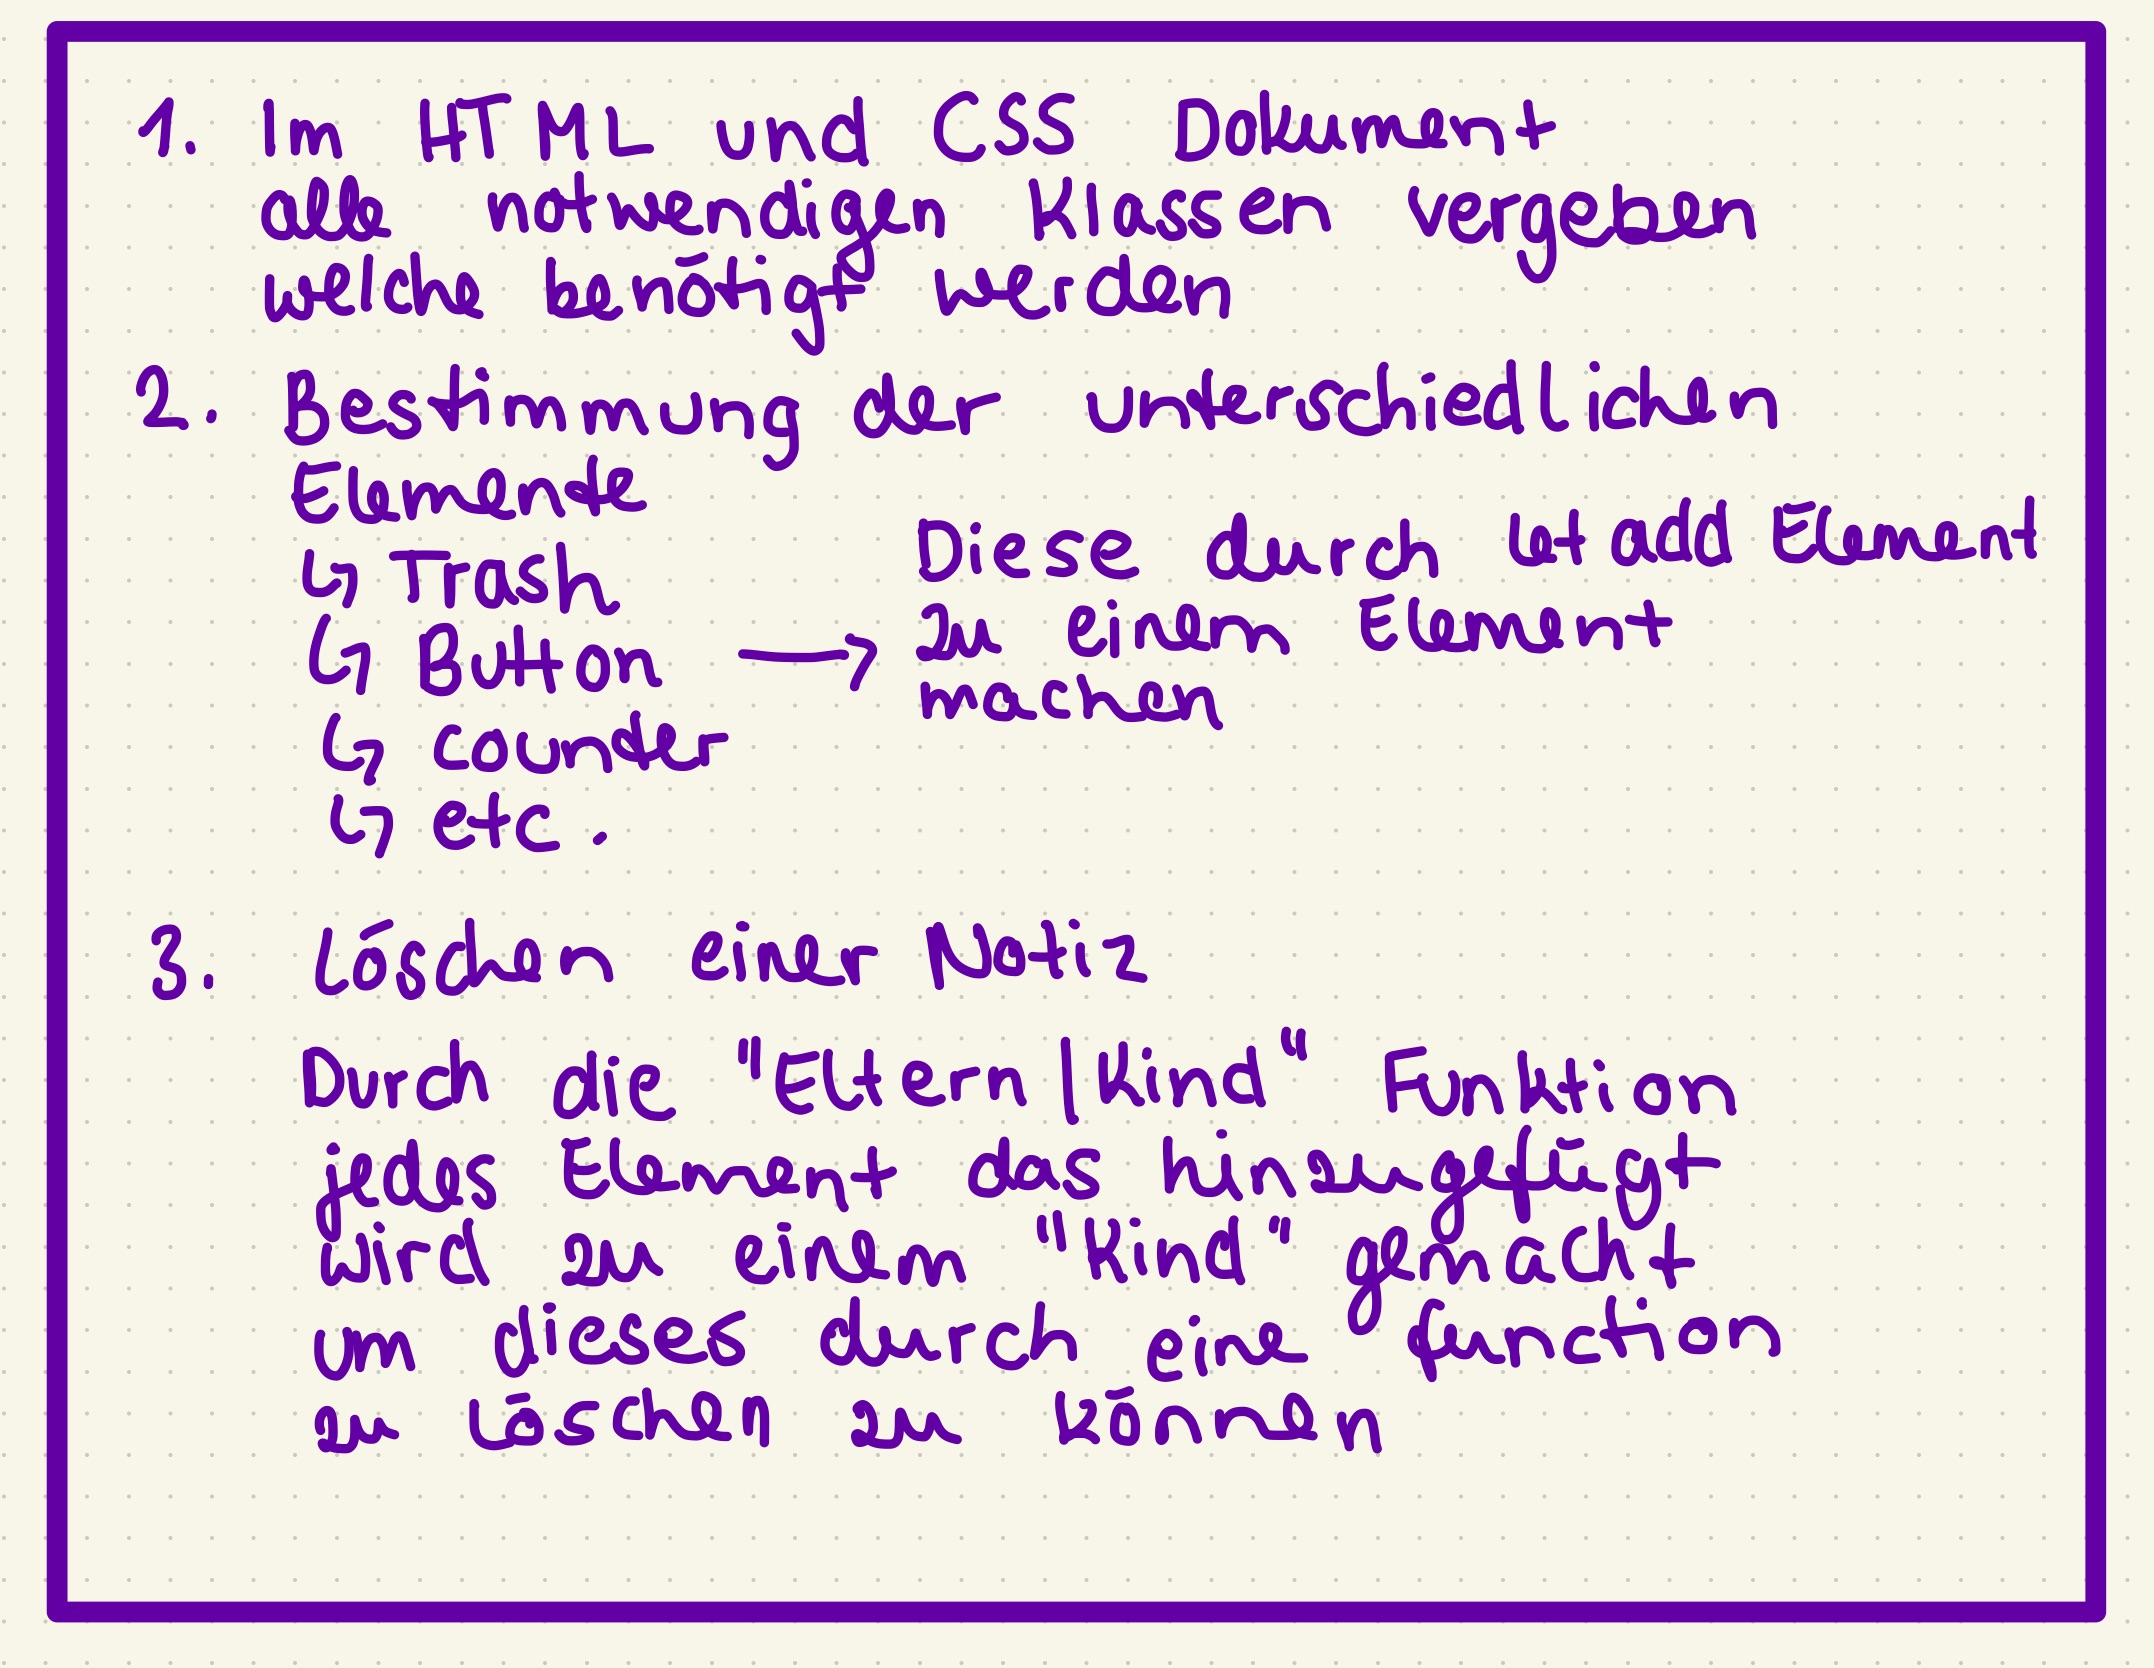 1. Im HTML und CSS Dokument
alle notwendigen Klassen vergeben
welche benötigt werden
2. Bestimmung der unterschiedlichen
Elemente
↳ Trash
↳ Button →
↳ counter
↳ etc.
Diese durch let add Element
zu einem Element
machen
3. Löschen einer Notiz
Durch die "Eltern/Kind" Funktion
jedes Element das hinzugefügt
wird zu einem "Kind" gemacht
um dieses durch eine function
zu löschen zu können